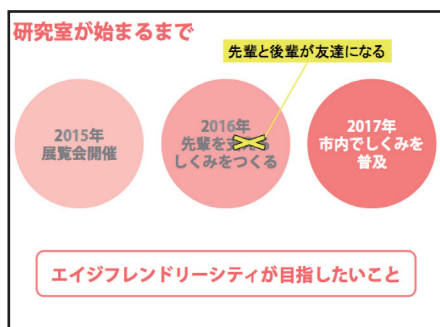 研究室が始まるまで
先輩と後輩が友達になる
2015年
展覧会開催
2016年
先輩を支える
しくみをつくる
2017年
市内でしくみを
普及
エイジフレンドリーシティが目指したいこと